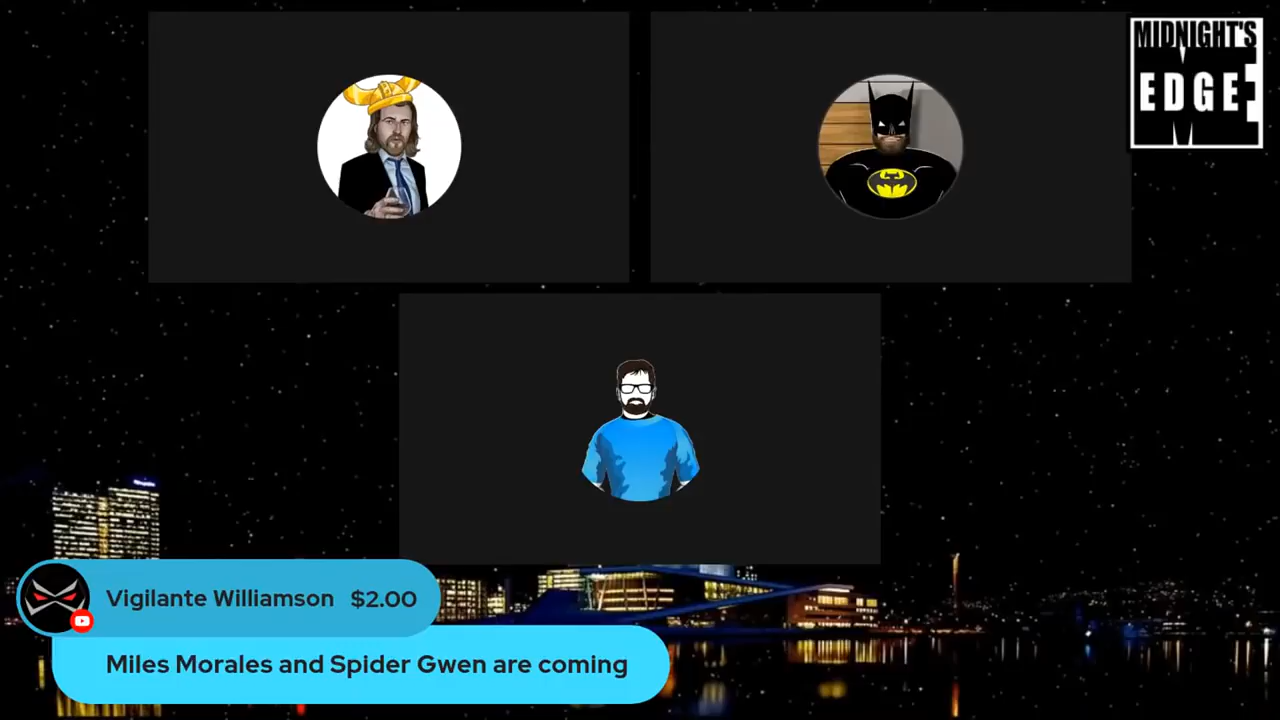 MIDNIGHT'S
EDGE
Vigilante Williamson $2.00
Miles Morales and Spider Gwen are coming